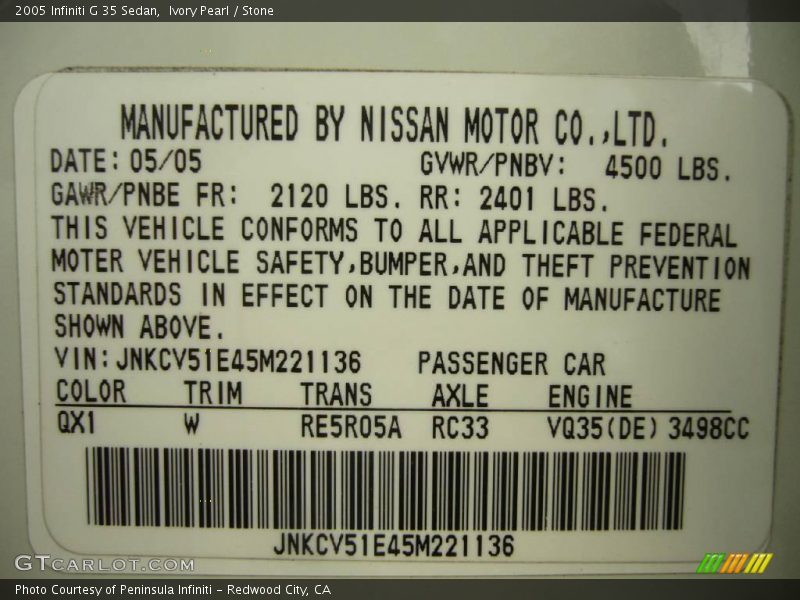 2005 Infiniti G 35 Sedan, Ivory Pearl / Stone
MANUFACTURED BY NISSAN MOTOR CO.,LTD.
DATE: 05/05 GVWR/PNBV: 4500 LBS.
GAWR/PNBE FR: 2120 LBS. RR: 2401 LBS.
THIS VEHICLE CONFORMS TO ALL APPLICABLE FEDERAL
MOTER VEHICLE SAFETY,BUMPER,AND THEFT PREVENTION
STANDARDS IN EFFECT ON THE DATE OF MANUFACTURE
SHOWN ABOVE.
VIN: JNKCV51E45M221136 PASSENGER CAR
COLOR TRIM TRANS AXLE ENGINE
QX1 W RE5R05A RC33 VQ35(DE) 3498CC
JNKCV51E45M221136
GTCARLOT.COM
Photo Courtesy of Peninsula Infiniti - Redwood City, CA